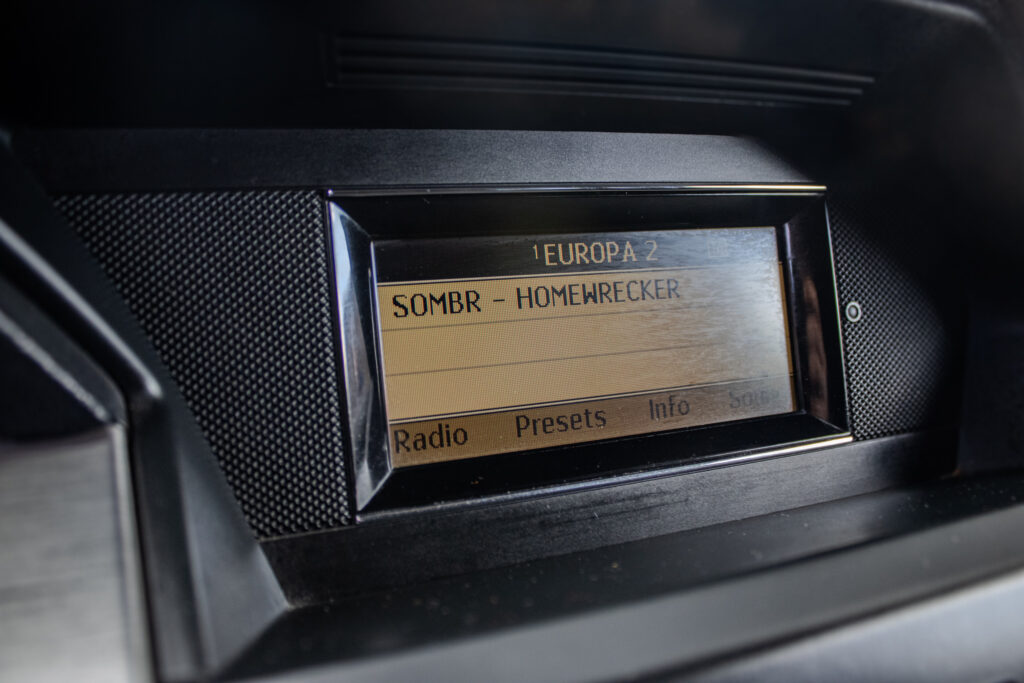 ¹EUROPA 2
SOMBR - HOMEWRECKER
Radio Presets Info